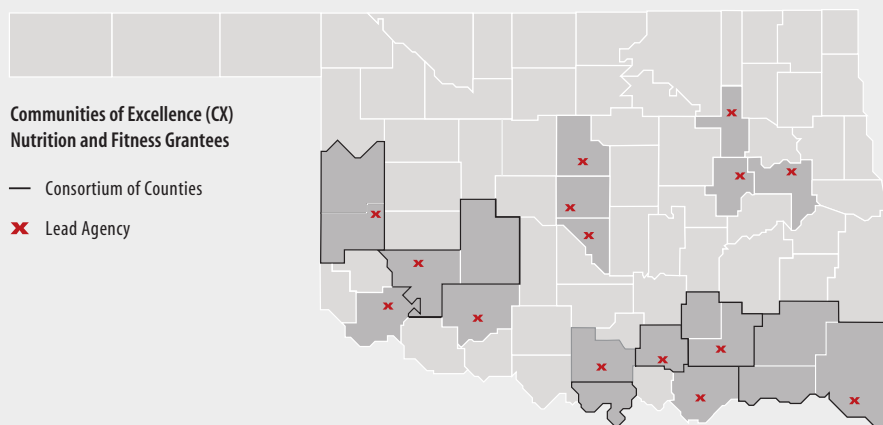 Communities of Excellence (CX)
Nutrition and Fitness Grantees
Consortium of Counties
Lead Agency